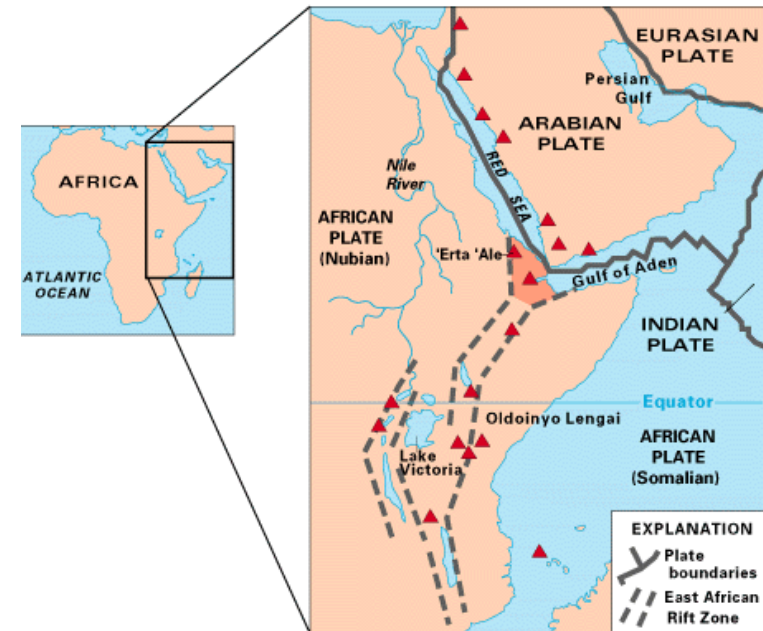 AFRICA
ATLANTIC
OCEAN
EURASIAN
PLATE
Persian
Gulf
ARABIAN
PLATE
RED SEA
Nile
River
AFRICAN
PLATE
(Nubian)
'Erta 'Ale
Gulf of Aden
INDIAN
PLATE
Equator
Oldoinyo Lengai
AFRICAN
PLATE
(Somalian)
Lake
Victoria
EXPLANATION
Plate
boundaries
East African
Rift Zone